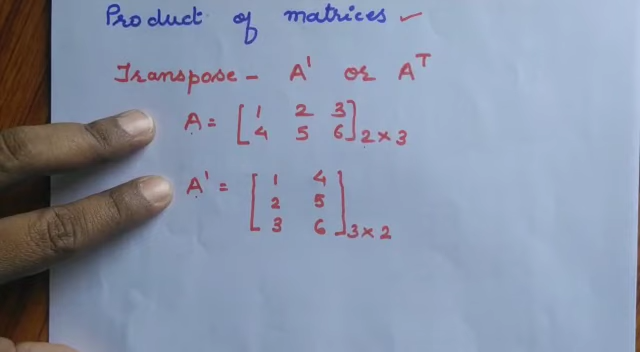 Product of matrices ✓
Transpose - A' or Aᵀ
A = [1 2 3
4 5 6] 2×3
A' = [1 4
2 5
3 6] 3×2